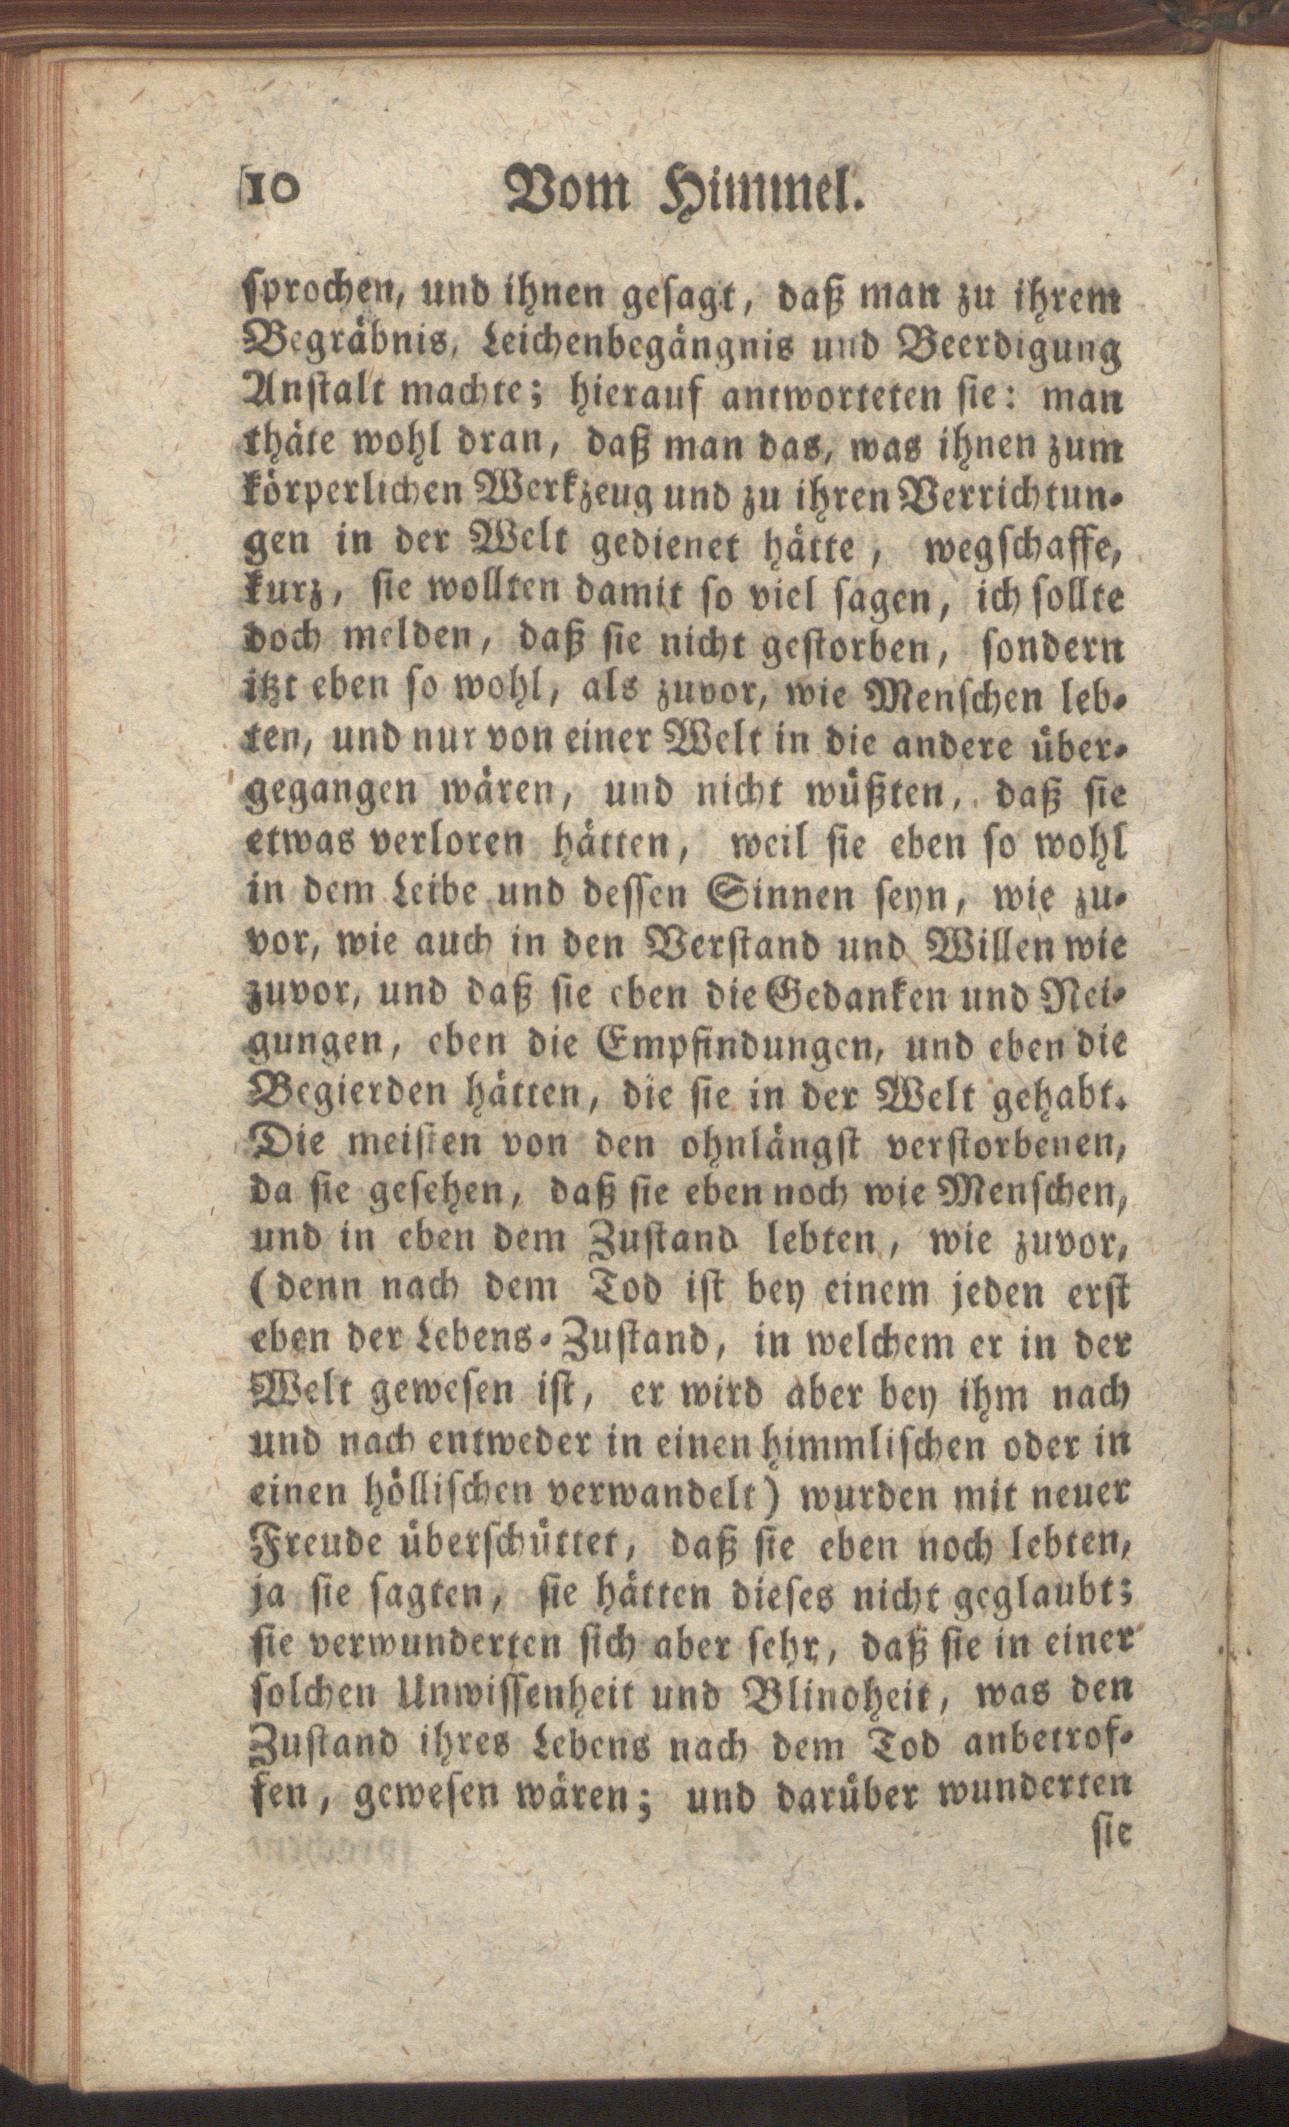 10 Vom Himmel.
sprochen, und ihnen gesagt, daß man zu ihrem
Begräbnis, Leichenbegängnis und Beerdigung
Anstalt machte; hierauf antworteten sie: man
thäte wohl dran, daß man das, was ihnen zum
körperlichen Werkzeug und zu ihren Verrichtun-
gen in der Welt gedienet hätte, wegschaffe,
kurz, sie wollten damit so viel sagen, ich sollte
doch melden, daß sie nicht gestorben, sondern
itzt eben so wohl, als zuvor, wie Menschen leb-
ten, und nur von einer Welt in die andere über-
gegangen wären, und nicht wüßten, daß sie
etwas verloren hätten, weil sie eben so wohl
in dem Leibe und dessen Sinnen seyn, wie zu-
vor, wie auch in den Verstand und Willen wie
zuvor, und daß sie eben die Gedanken und Nei-
gungen, eben die Empfindungen, und eben die
Begierden hätten, die sie in der Welt gehabt.
Die meisten von den ohnlängst verstorbenen,
da sie gesehen, daß sie eben noch wie Menschen,
und in eben dem Zustand lebten, wie zuvor,
(denn nach dem Tod ist bey einem jeden erst
eben der Lebens-Zustand, in welchem er in der
Welt gewesen ist, er wird aber bey ihm nach
und nach entweder in einen himmlischen oder in
einen höllischen verwandelt) wurden mit neuer
Freude überschüttet, daß sie eben noch lebten,
ja sie sagten, sie hätten dieses nicht geglaubt;
sie verwunderten sich aber sehr, daß sie in einer
solchen Unwissenheit und Blindheit, was den
Zustand ihres Lebens nach dem Tod anbetrof-
fen, gewesen wären; und darüber wunderten
sie